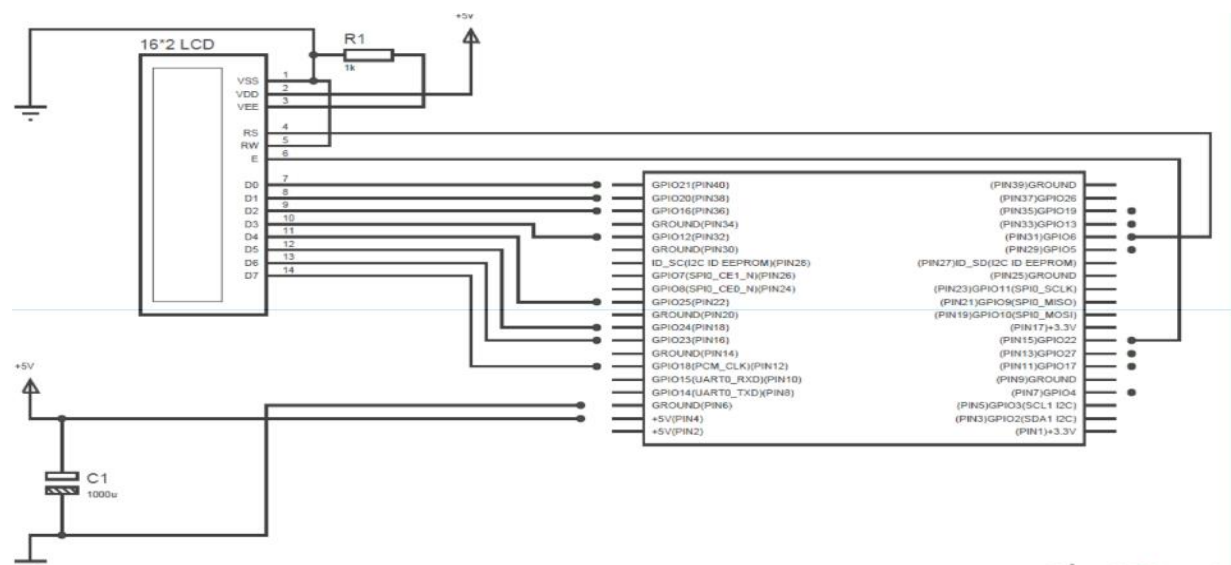 +5v
16*2 LCD
R1
1k
VSS 1
VDD 2
VEE 3
RS 4
RW 5
E 6
D0 7
D1 8
D2 9
D3 10
D4 11
D5 12
D6 13
D7 14
GPIO21(PIN40) (PIN39)GROUND
GPIO20(PIN38) (PIN37)GPIO26
GPIO16(PIN36) (PIN35)GPIO19
GROUND(PIN34) (PIN33)GPIO13
GPIO12(PIN32) (PIN31)GPIO6
GROUND(PIN30) (PIN29)GPIO5
ID_SC(I2C ID EEPROM)(PIN28) (PIN27)ID_SD(I2C ID EEPROM)
GPIO7(SPI0_CE1_N)(PIN26) (PIN25)GROUND
GPIO8(SPI0_CE0_N)(PIN24) (PIN23)GPIO11(SPI0_SCLK)
GPIO25(PIN22) (PIN21)GPIO9(SPI0_MISO)
GROUND(PIN20) (PIN19)GPIO10(SPI0_MOSI)
GPIO24(PIN18) (PIN17)+3.3V
GPIO23(PIN16) (PIN15)GPIO22
GROUND(PIN14) (PIN13)GPIO27
GPIO18(PCM_CLK)(PIN12) (PIN11)GPIO17
GPIO15(UART0_RXD)(PIN10) (PIN9)GROUND
GPIO14(UART0_TXD)(PIN8) (PIN7)GPIO4
GROUND(PIN6) (PIN5)GPIO3(SCL1 I2C)
+5V(PIN4) (PIN3)GPIO2(SDA1 I2C)
+5V(PIN2) (PIN1)+3.3V
+5V
C1
1000u